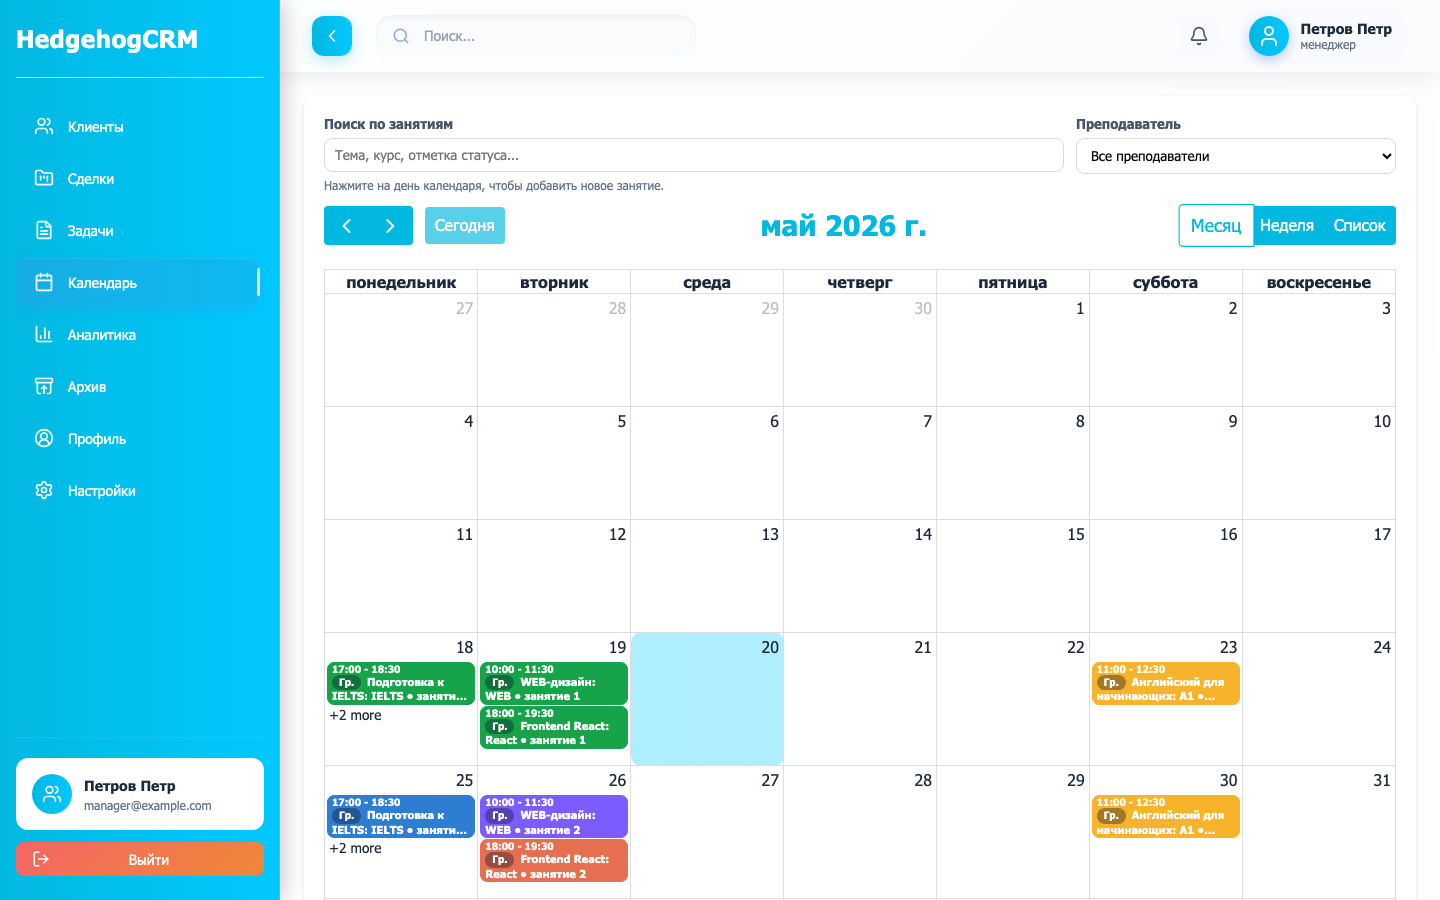 HedgehogCRM
Клиенты
Сделки
Задачи
Календарь
Аналитика
Архив
Профиль
Настройки
Петров Петр
manager@example.com
Выйти
Поиск...
Петров Петр
менеджер
Поиск по занятиям
Преподаватель
Тема, курс, отметка статуса...
Все преподаватели
Нажмите на день календаря, чтобы добавить новое занятие.
Сегодня
май 2026 г.
Месяц Неделя Список
понедельник вторник среда четверг пятница суббота воскресенье
27 28 29 30 1 2 3
4 5 6 7 8 9 10
11 12 13 14 15 16 17
18 19 20 21 22 23 24
17:00 - 18:30
Гр. Подготовка к
IELTS: IELTS • заняти...
+2 more
10:00 - 11:30
Гр. WEB-дизайн:
WEB • занятие 1
18:00 - 19:30
Гр. Frontend React:
React • занятие 1
11:00 - 12:30
Гр. Английский для
начинающих: A1 •...
25 26 27 28 29 30 31
17:00 - 18:30
Гр. Подготовка к
IELTS: IELTS • заняти...
+2 more
10:00 - 11:30
Гр. WEB-дизайн:
WEB • занятие 2
18:00 - 19:30
Гр. Frontend React:
React • занятие 2
11:00 - 12:30
Гр. Английский для
начинающих: A1 •...